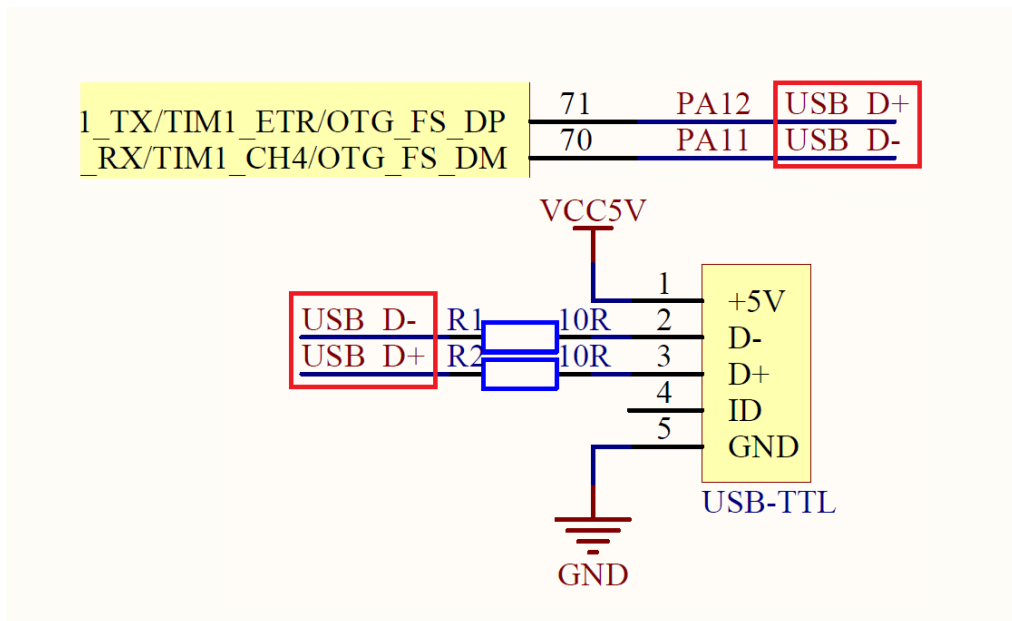 1_TX/TIM1_ETR/OTG_FS_DP 71 PA12 USB_D+
_RX/TIM1_CH4/OTG_FS_DM 70 PA11 USB_D-
VCC5V
1 +5V
USB_D- R1 10R 2 D-
USB_D+ R2 10R 3 D+
4 ID
5 GND
USB-TTL
GND